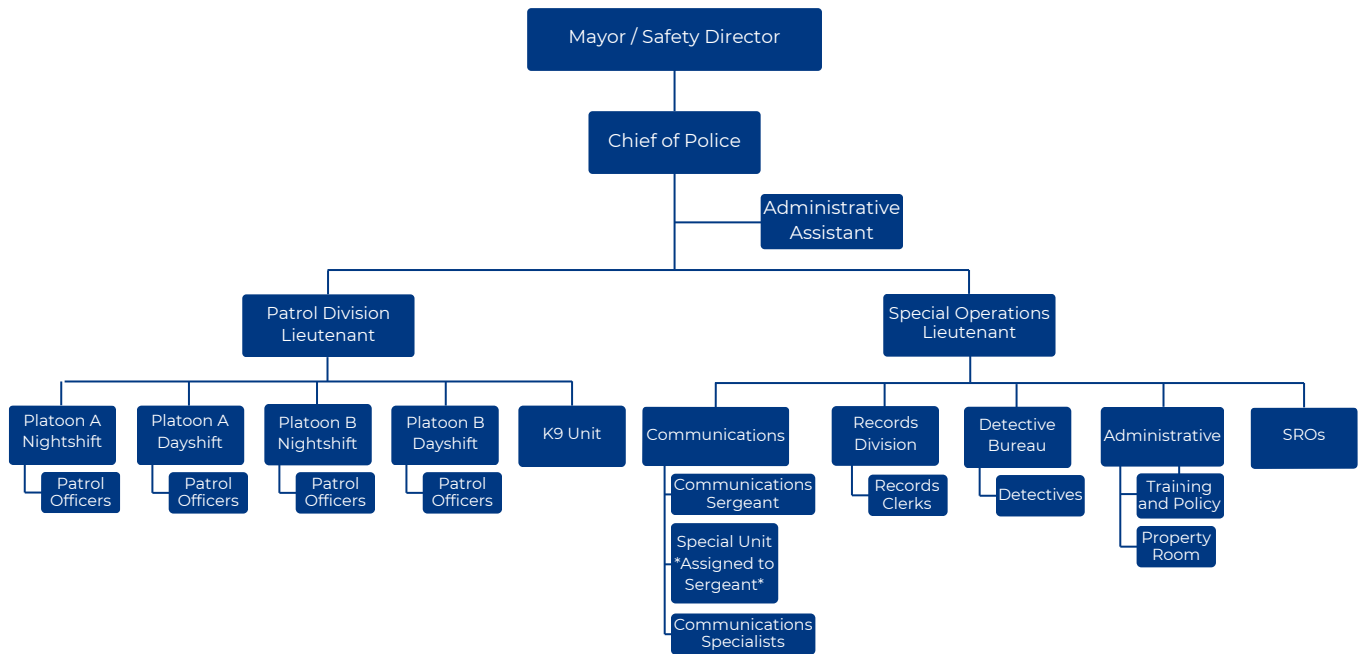 Mayor / Safety Director
Chief of Police
Administrative
Assistant
Patrol Division
Lieutenant
Special Operations
Lieutenant
Platoon A
Nightshift
Platoon A
Dayshift
Platoon B
Nightshift
Platoon B
Dayshift
K9 Unit
Communications
Records
Division
Detective
Bureau
Administrative
SROs
Patrol
Officers
Patrol
Officers
Patrol
Officers
Patrol
Officers
Communications
Sergeant
Special Unit
*Assigned to
Sergeant*
Communications
Specialists
Records
Clerks
Detectives
Training
and Policy
Property
Room